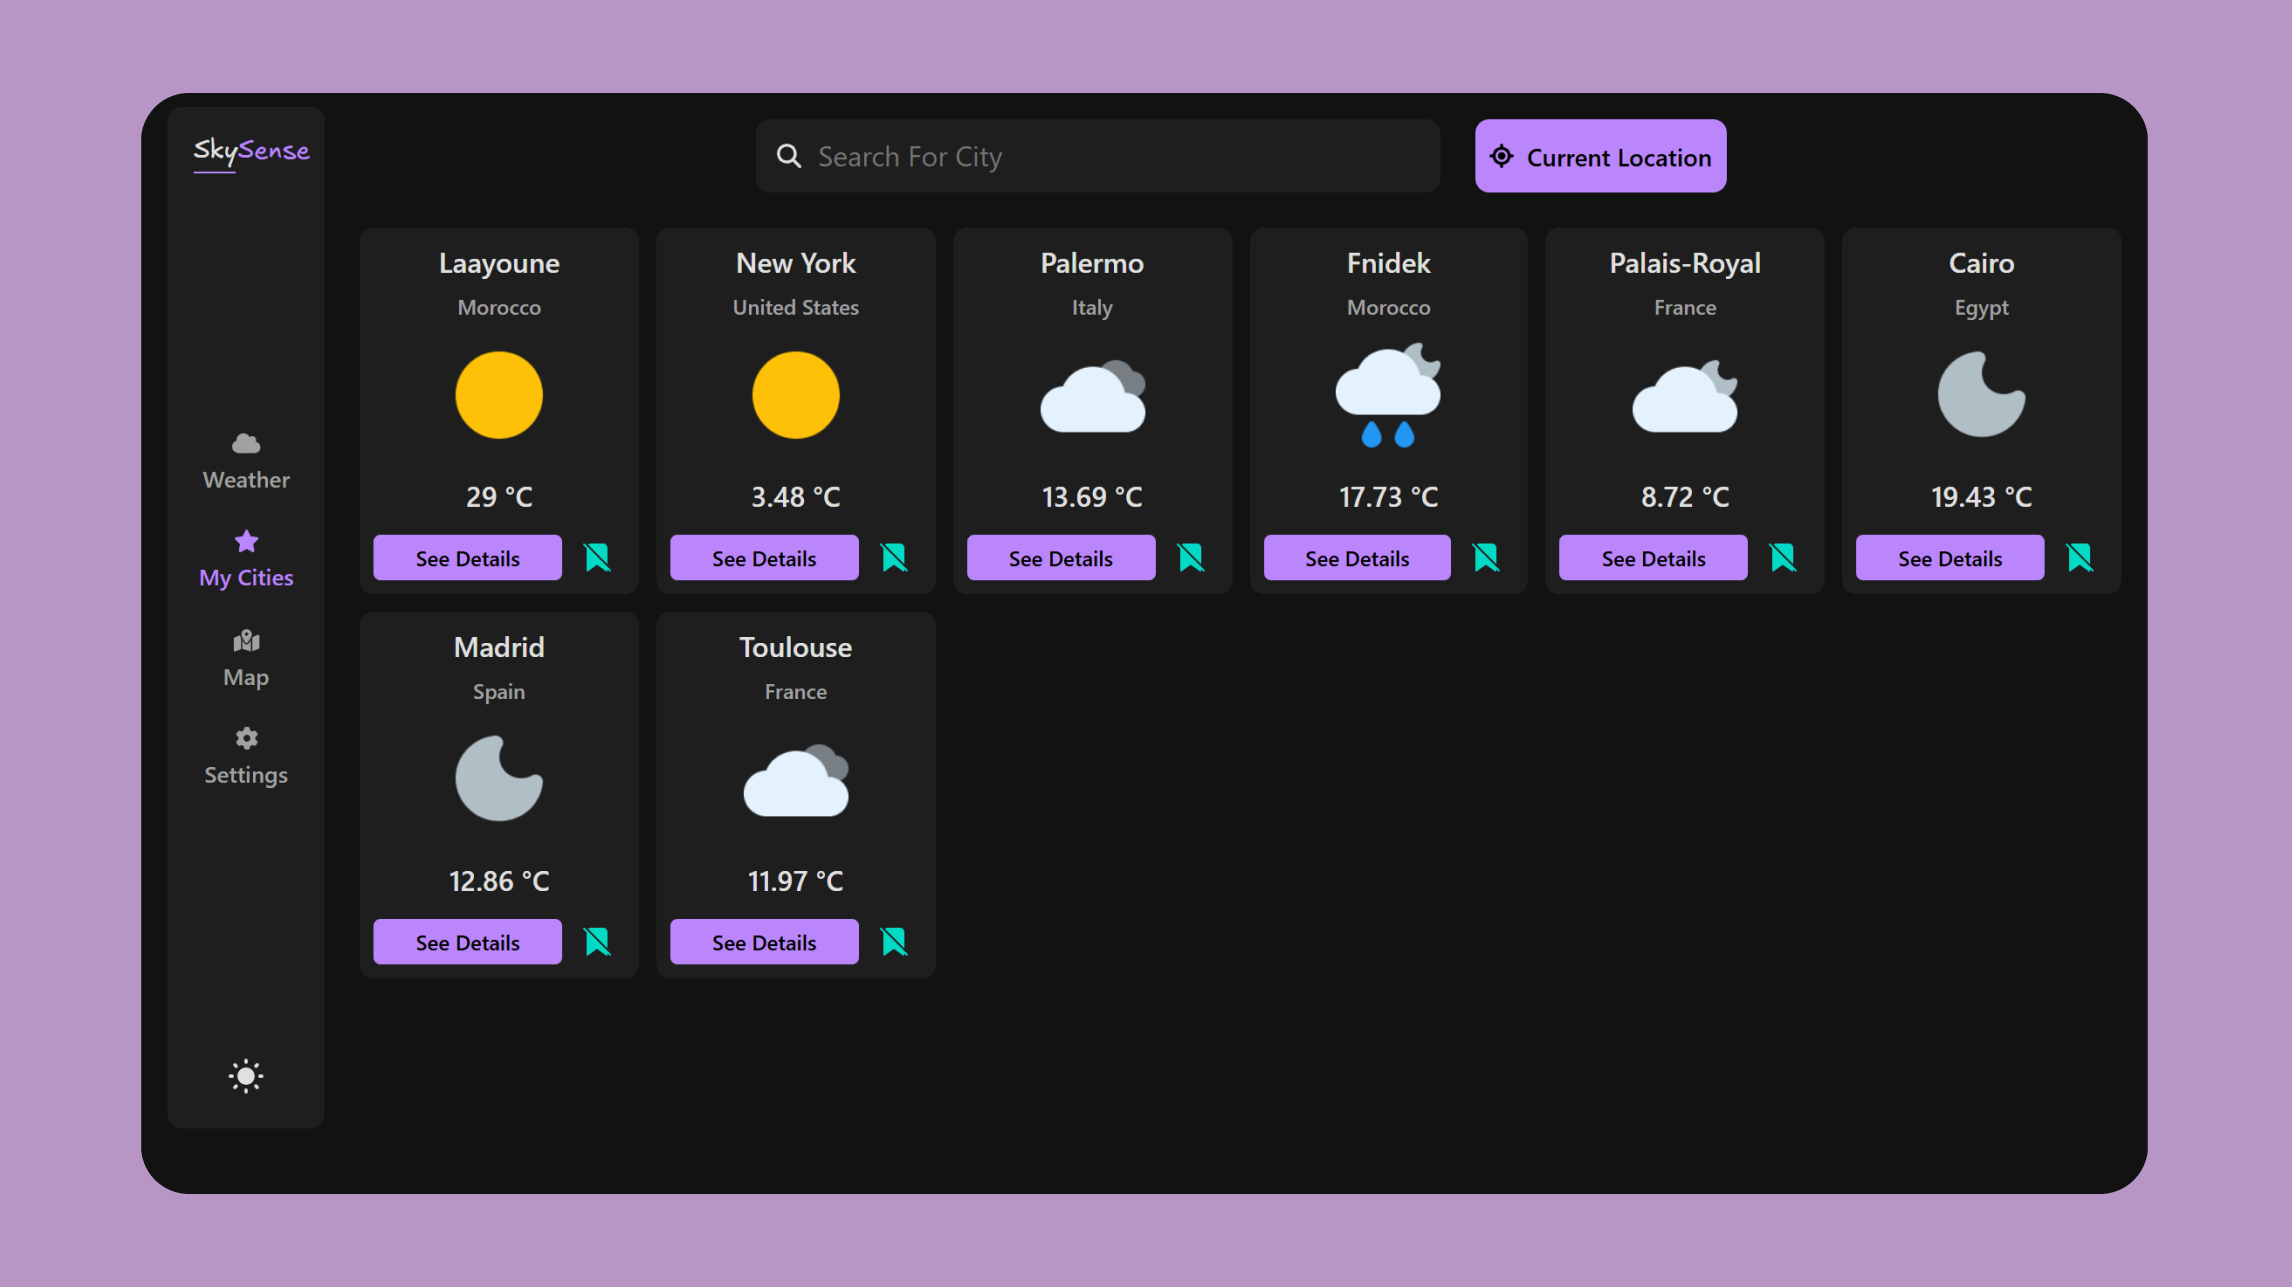 SkySense
Search For City
Current Location
Weather
My Cities
Map
Settings
Laayoune
Morocco
29 °C
See Details
New York
United States
3.48 °C
See Details
Palermo
Italy
13.69 °C
See Details
Fnidek
Morocco
17.73 °C
See Details
Palais-Royal
France
8.72 °C
See Details
Cairo
Egypt
19.43 °C
See Details
Madrid
Spain
12.86 °C
See Details
Toulouse
France
11.97 °C
See Details